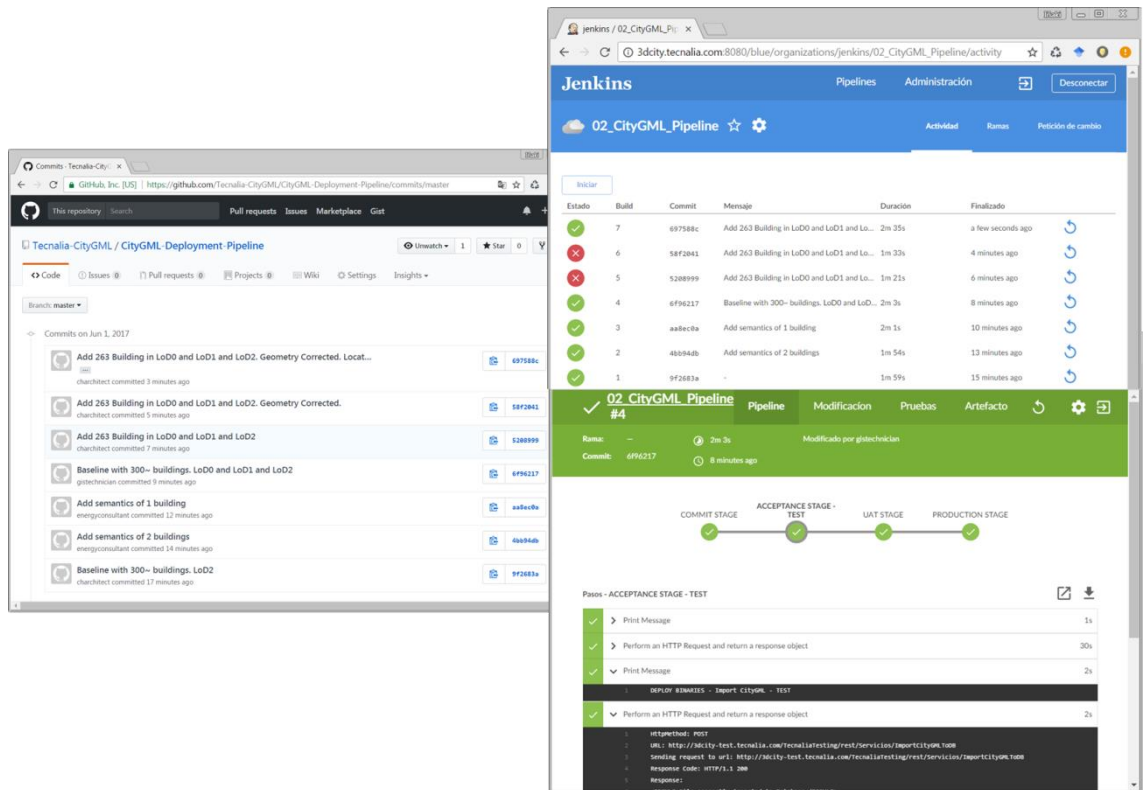 Commits · Tecnalia-City
GitHub, Inc. [US] | https://github.com/Tecnalia-CityGML/CityGML-Deployment-Pipeline/commits/master
This repository Search Pull requests Issues Marketplace Gist
Tecnalia-CityGML / CityGML-Deployment-Pipeline Unwatch 1 Star 0
Code Issues 0 Pull requests 0 Projects 0 Wiki Settings Insights
Branch: master
Commits on Jun 1, 2017
Add 263 Building in LoD0 and LoD1 and LoD2. Geometry Corrected. Locat...
697588c
charchitect committed 3 minutes ago
Add 263 Building in LoD0 and LoD1 and LoD2. Geometry Corrected.
58f2041
charchitect committed 5 minutes ago
Add 263 Building in LoD0 and LoD1 and LoD2
5208999
charchitect committed 7 minutes ago
Baseline with 300~ buildings. LoD0 and LoD1 and LoD2
6f96217
gistechnician committed 9 minutes ago
Add semantics of 1 building
aa8ec0a
energyconsultant committed 12 minutes ago
Add semantics of 2 buildings
4bb94db
energyconsultant committed 14 minutes ago
Baseline with 300~ buildings. LoD2
9f2683a
charchitect committed 17 minutes ago
jenkins / 02_CityGML_Pip
3dcity.tecnalia.com:8080/blue/organizations/jenkins/02_CityGML_Pipeline/activity
Jenkins Pipelines Administración Desconectar
02_CityGML_Pipeline Actividad Ramas Petición de cambio
Iniciar
Estado Build Commit Mensaje Duración Finalizado
7 697588c Add 263 Building in LoD0 and LoD1 and Lo... 2m 35s a few seconds ago
6 58f2041 Add 263 Building in LoD0 and LoD1 and Lo... 1m 33s 4 minutes ago
5 5208999 Add 263 Building in LoD0 and LoD1 and Lo... 1m 21s 6 minutes ago
4 6f96217 Baseline with 300~ buildings. LoD0 and LoD... 2m 3s 8 minutes ago
3 aa8ec0a Add semantics of 1 building 2m 1s 10 minutes ago
2 4bb94db Add semantics of 2 buildings 1m 54s 13 minutes ago
1 9f2683a - 1m 59s 15 minutes ago
02_CityGML_Pipeline Pipeline Modificacion Pruebas Artefacto
#4
Rama: — 2m 3s Modificado por gistechnician
Commit: 6f96217 8 minutes ago
COMMIT STAGE ACCEPTANCE STAGE - UAT STAGE PRODUCTION STAGE
TEST
Pasos - ACCEPTANCE STAGE - TEST
Print Message 1s
Perform an HTTP Request and return a response object 30s
Print Message 2s
1 DEPLOY BINARIES - Import CityGML - TEST
Perform an HTTP Request and return a response object 2s
1 HttpMethod: POST
2 URL: http://3dcity-test.tecnalia.com/TecnaliaTesting/rest/Servicios/ImportCityGMLToDB
3 Sending request to url: http://3dcity-test.tecnalia.com/TecnaliaTesting/rest/Servicios/ImportCityGMLToDB
4 Response Code: HTTP/1.1 200
5 Response: